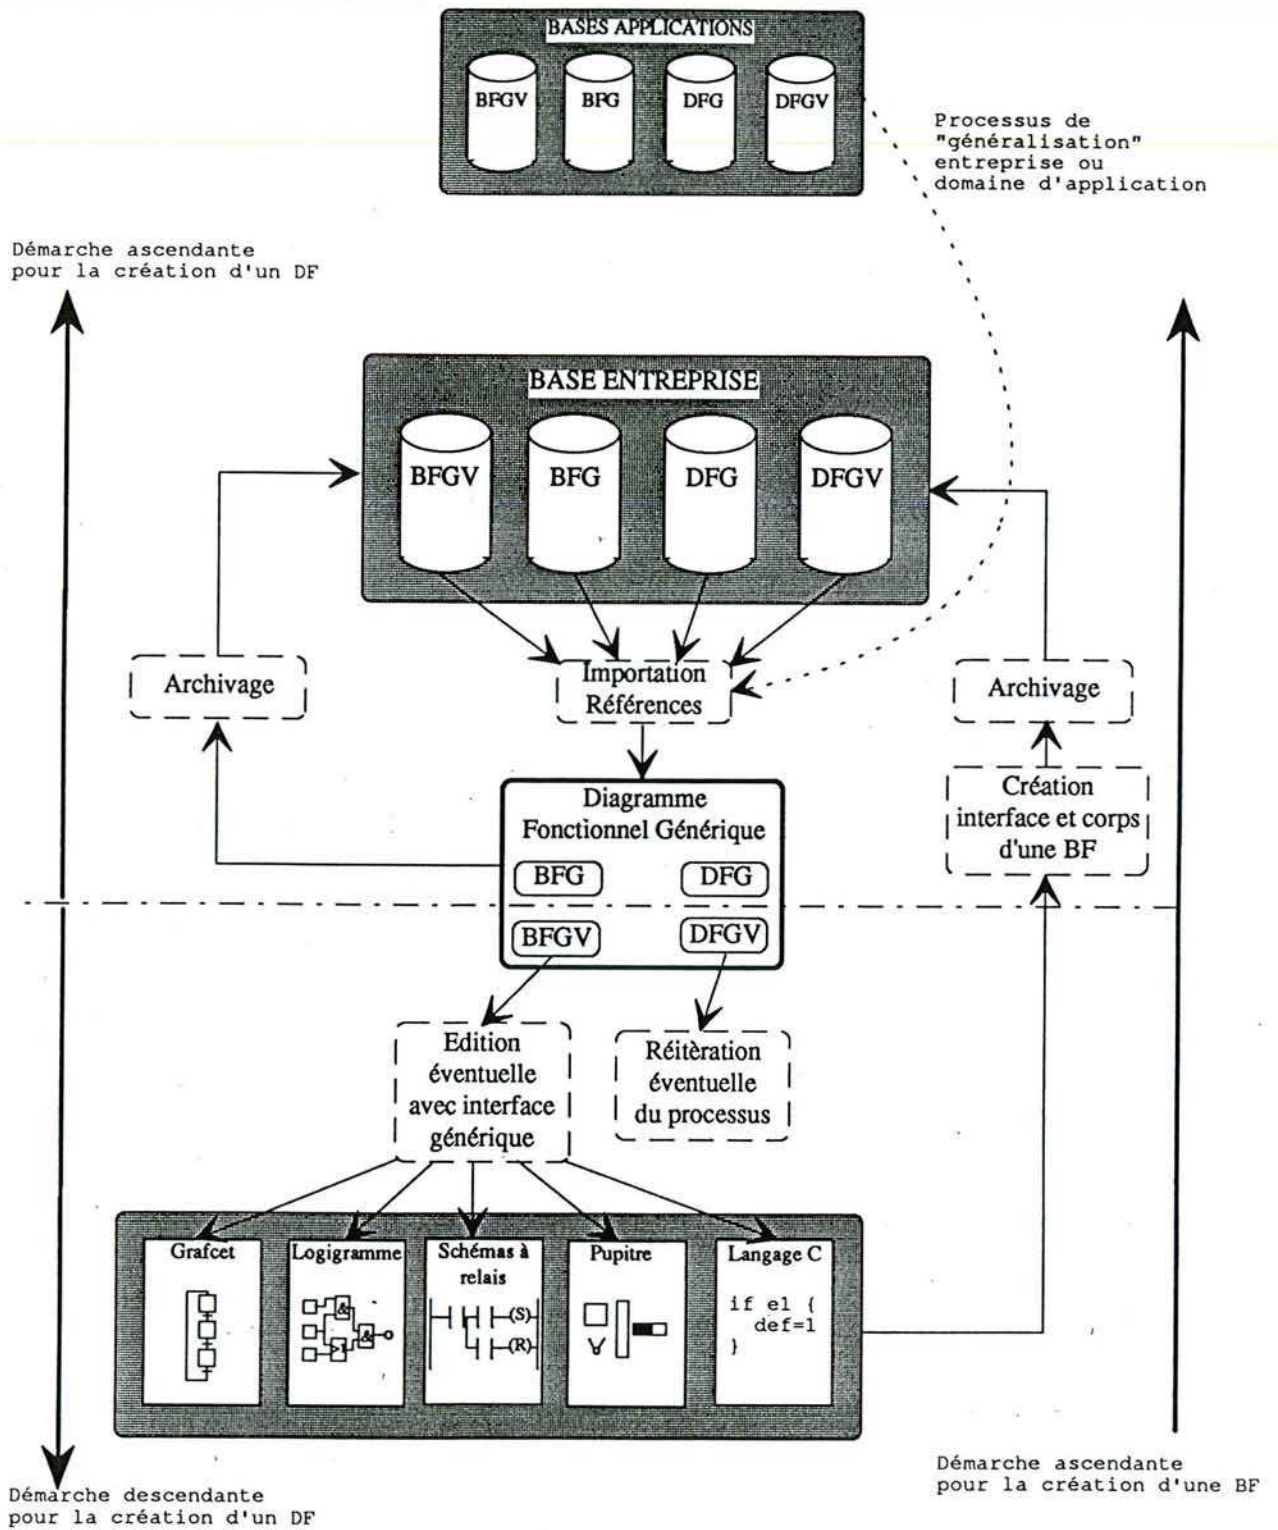 BASES APPLICATIONS
BFGV
BFG
DFG
DFGV
Processus de
"généralisation"
entreprise ou
domaine d'application
Démarche ascendante
pour la création d'un DF
BASE ENTREPRISE
BFGV
BFG
DFG
DFGV
Archivage
Importation
Références
Archivage
Diagramme
Fonctionnel Générique
BFG
DFG
BFGV
DFGV
Création
interface et corps
d'une BF
Edition
éventuelle
avec interface
générique
Réitèration
éventuelle
du processus
Grafcet
Logigramme
&
>1
&
Schémas à
relais
(S)
(R)
Pupitre
Langage C
if e1 {
def=1
}
Démarche descendante
pour la création d'un DF
Démarche ascendante
pour la création d'une BF